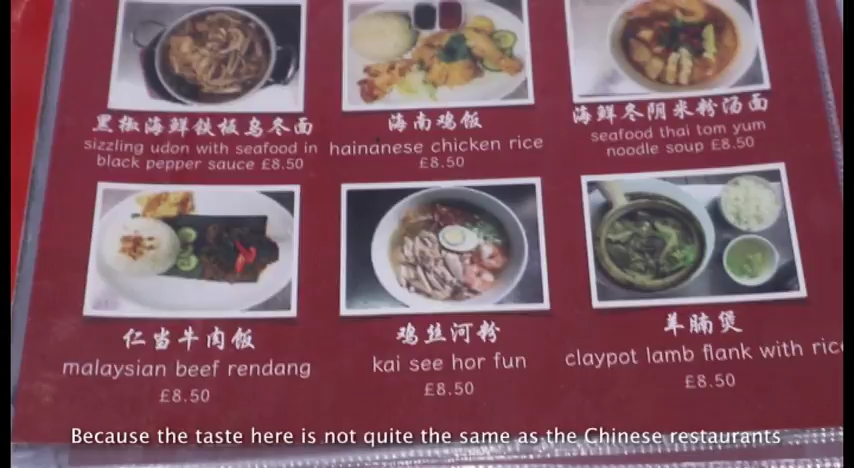 黑椒海鲜铁板乌冬面
sizzling udon with seafood in
black pepper sauce £8.50
海南鸡饭
hainanese chicken rice
£8.50
海鲜冬阴米粉汤面
seafood thai tom yum
noodle soup £8.50
仁当牛肉饭
malaysian beef rendang
£8.50
鸡丝河粉
kai see hor fun
£8.50
羊腩煲
claypot lamb flank with rice
£8.50
Because the taste here is not quite the same as the Chinese restaurants